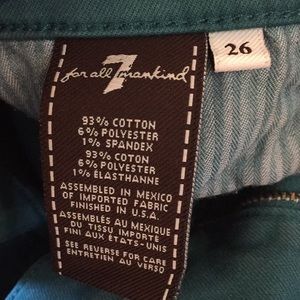 7
for all mankind
26
93% COTTON
6% POLYESTER
1% SPANDEX
93% COTON
6% POLYESTER
1% ÉLASTHANNE
ASSEMBLED IN MEXICO
OF IMPORTED FABRIC
FINISHED IN U.S.A.
ASSEMBLÉS AU MEXIQUE
DU TISSU IMPORTÉ
FINI AUX ÉTATS-UNIS
SEE REVERSE FOR CARE
ENTRETIEN AU VERSO